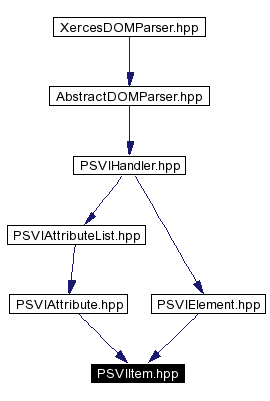 XercesDOMParser.hpp
AbstractDOMParser.hpp
PSVIHandler.hpp
PSVIAttributeList.hpp
PSVIAttribute.hpp
PSVIElement.hpp
PSVIItem.hpp